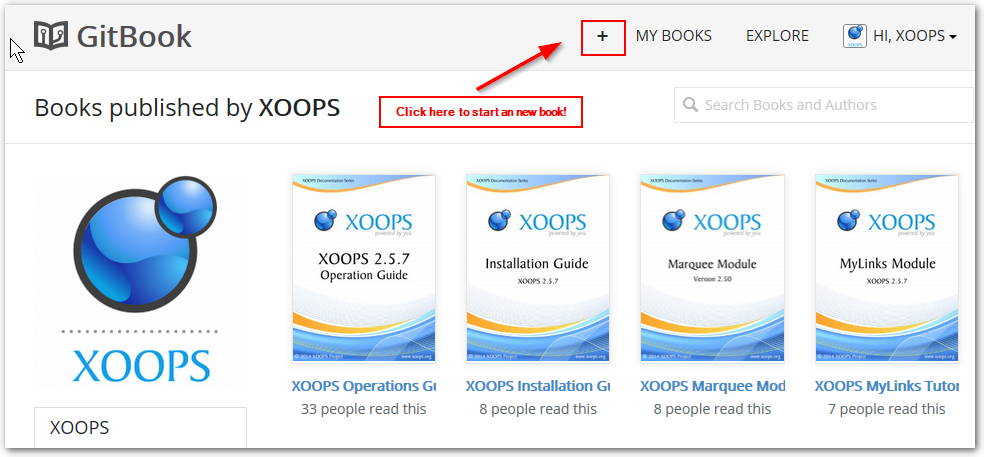 GitBook
+ MY BOOKS EXPLORE HI, XOOPS
Books published by XOOPS
Click here to start an new book!
Search Books and Authors
XOOPS
XOOPS
XOOPS Documentation Series
XOOPS
powered by you
XOOPS 2.5.7
Operation Guide
© 2014 XOOPS Project www.xoops.org
XOOPS Operations Gu
33 people read this
XOOPS Documentation Series
XOOPS
powered by you
Installation Guide
XOOPS 2.5.7
© 2014 XOOPS Project www.xoops.org
XOOPS Installation Gu
8 people read this
XOOPS Documentation Series
XOOPS
powered by you
Marquee Module
Version 2.50
© 2014 XOOPS Project www.xoops.org
XOOPS Marquee Mod
8 people read this
XOOPS Documentation Series
XOOPS
powered by you
MyLinks Module
XOOPS 2.5.7
© 2014 XOOPS Project www.xoops.org
XOOPS MyLinks Tutor
7 people read this
XOOPS